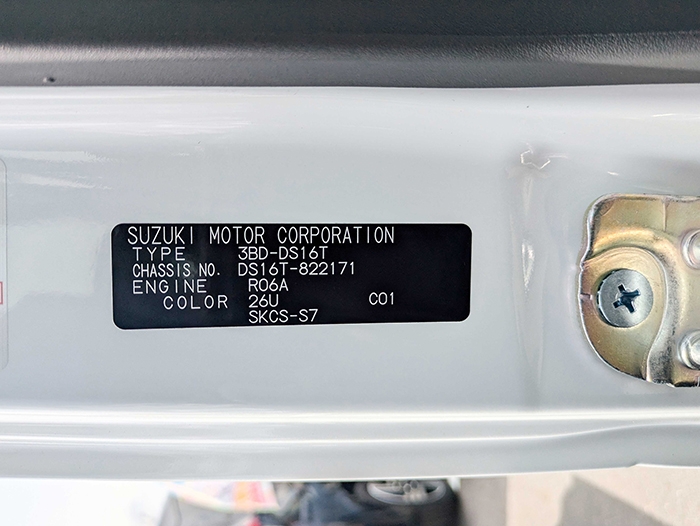 SUZUKI MOTOR CORPORATION
TYPE 3BD-DS16T
CHASSIS NO. DS16T-822171
ENGINE R06A
COLOR 26U C01
SKCS-S7